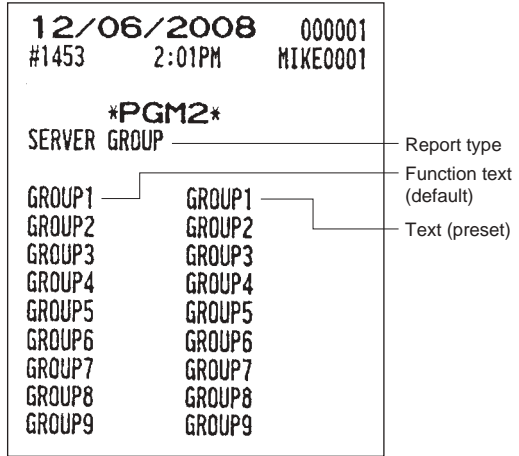 12/06/2008 000001
#1453 2:01PM MIKE0001
*PGM2*
SERVER GROUP
Report type
Function text
(default)
GROUP1 GROUP1
Text (preset)
GROUP2 GROUP2
GROUP3 GROUP3
GROUP4 GROUP4
GROUP5 GROUP5
GROUP6 GROUP6
GROUP7 GROUP7
GROUP8 GROUP8
GROUP9 GROUP9